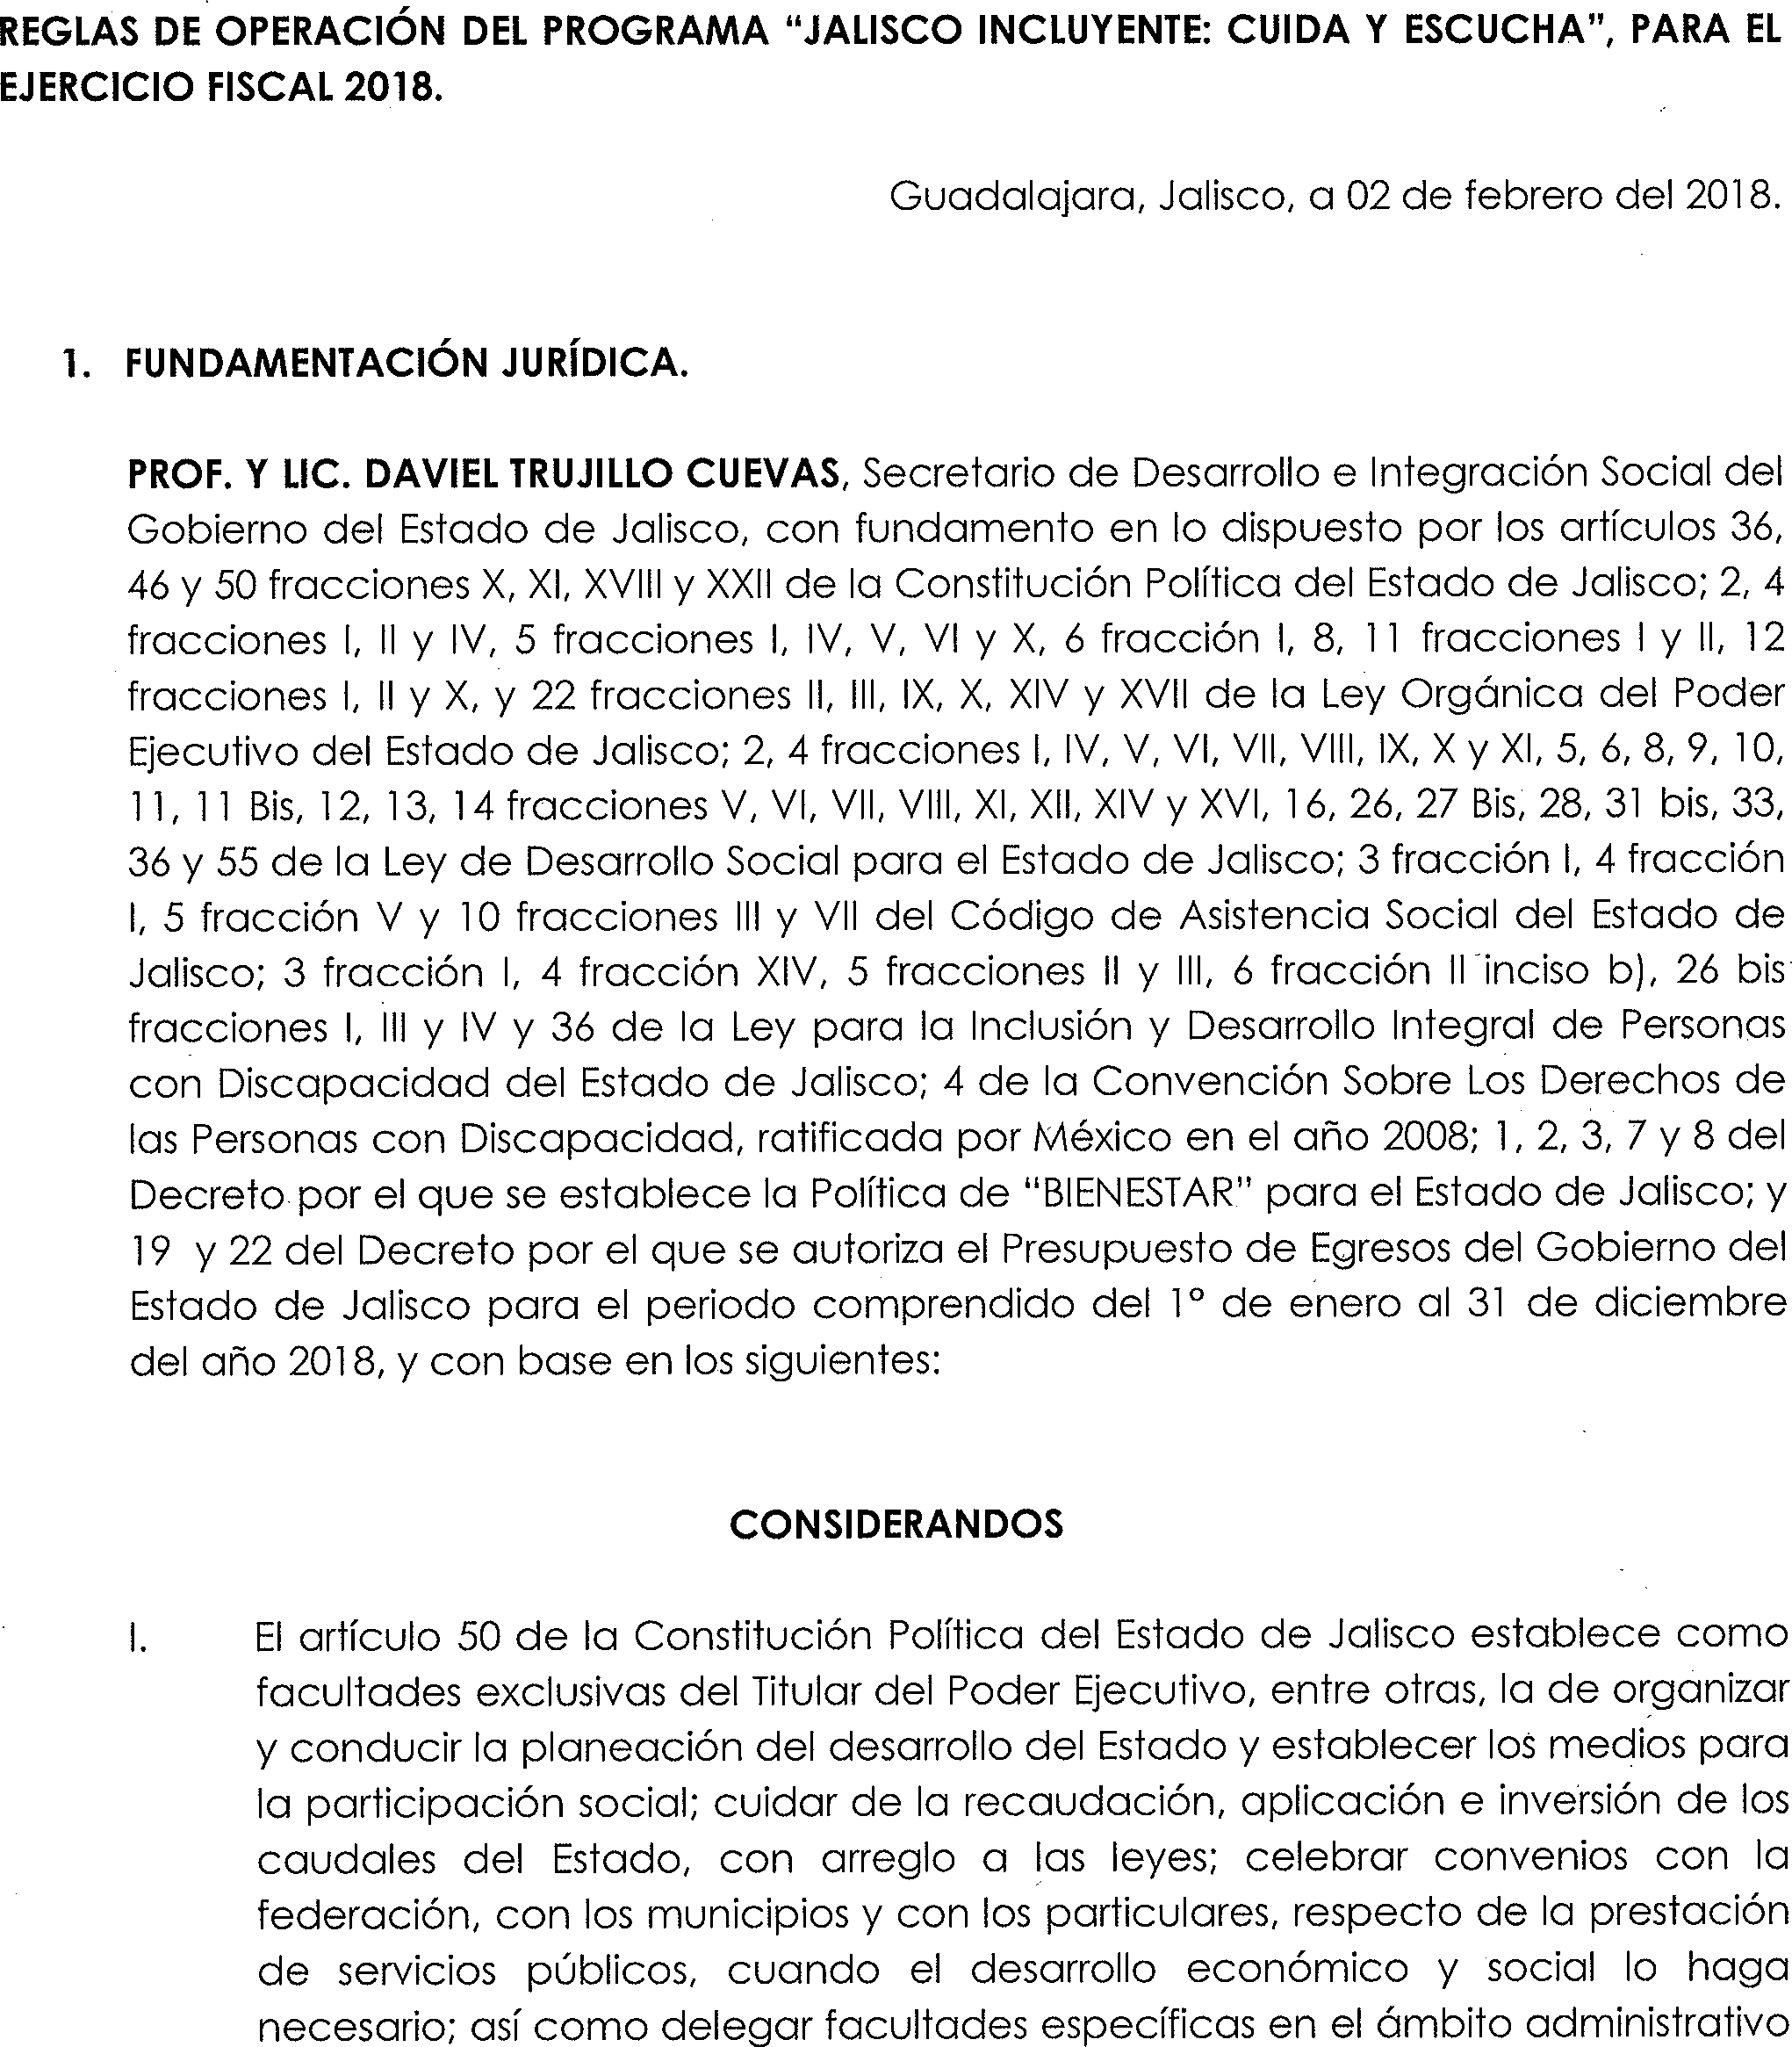 REGLAS DE OPERACIÓN DEL PROGRAMA “JALISCO INCLUYENTE: CUIDA Y ESCUCHA”, PARA EL
EJERCICIO FISCAL 2018.
Guadalajara, Jalisco, a 02 de febrero del 2018.
1. FUNDAMENTACIÓN JURÍDICA.
PROF. Y LIC. DAVIEL TRUJILLO CUEVAS, Secretario de Desarrollo e Integración Social del
Gobierno del Estado de Jalisco, con fundamento en lo dispuesto por los artículos 36,
46 y 50 fracciones X, XI, XVIII y XXII de la Constitución Política del Estado de Jalisco; 2, 4
fracciones I, II y IV, 5 fracciones I, IV, V, VI y X, 6 fracción I, 8, 11 fracciones I y II, 12
fracciones I, II y X, y 22 fracciones II, III, IX, X, XIV y XVII de la Ley Orgánica del Poder
Ejecutivo del Estado de Jalisco; 2, 4 fracciones I, IV, V, VI, VII, VIII, IX, X y XI, 5, 6, 8, 9, 10,
11, 11 Bis, 12, 13, 14 fracciones V, VI, VII, VIII, XI, XII, XIV y XVI, 16, 26, 27 Bis, 28, 31 bis, 33,
36 y 55 de la Ley de Desarrollo Social para el Estado de Jalisco; 3 fracción I, 4 fracción
I, 5 fracción V y 10 fracciones III y VII del Código de Asistencia Social del Estado de
Jalisco; 3 fracción I, 4 fracción XIV, 5 fracciones II y III, 6 fracción II inciso b), 26 bis
fracciones I, III y IV y 36 de la Ley para la Inclusión y Desarrollo Integral de Personas
con Discapacidad del Estado de Jalisco; 4 de la Convención Sobre Los Derechos de
las Personas con Discapacidad, ratificada por México en el año 2008; 1, 2, 3, 7 y 8 del
Decreto por el que se establece la Política de “BIENESTAR” para el Estado de Jalisco; y
19 y 22 del Decreto por el que se autoriza el Presupuesto de Egresos del Gobierno del
Estado de Jalisco para el periodo comprendido del 1° de enero al 31 de diciembre
del año 2018, y con base en los siguientes:
CONSIDERANDOS
I. El artículo 50 de la Constitución Política del Estado de Jalisco establece como
facultades exclusivas del Titular del Poder Ejecutivo, entre otras, la de organizar
y conducir la planeación del desarrollo del Estado y establecer los medios para
la participación social; cuidar de la recaudación, aplicación e inversión de los
caudales del Estado, con arreglo a las leyes; celebrar convenios con la
federación, con los municipios y con los particulares, respecto de la prestación
de servicios públicos, cuando el desarrollo económico y social lo haga
necesario; así como delegar facultades específicas en el ámbito administrativo